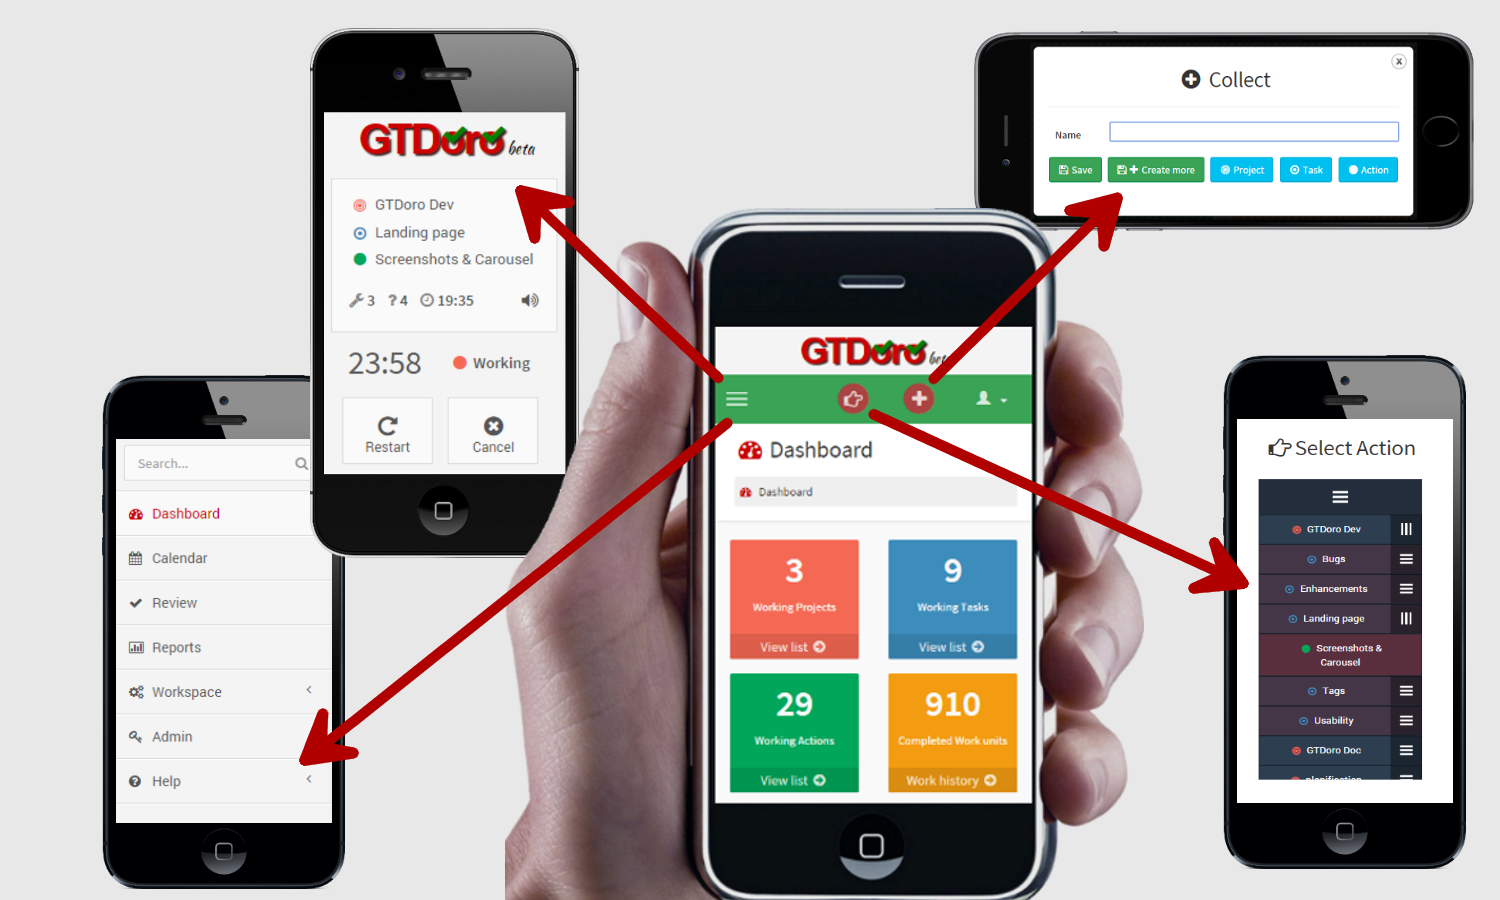 GTDoro beta
GTDoro Dev
Landing page
Screenshots & Carousel
3 ?4 19:35
23:58 Working
Restart Cancel
Search...
Dashboard
Calendar
Review
Reports
Workspace <
Admin
Help <
GTDoro
Dashboard
Dashboard
3 9
Working Projects Working Tasks
View list View list
29 910
Working Actions Completed Work units
View list Work history
x
Collect
Name
Save Create more Project Task Action
Select Action
GTDoro Dev
Bugs
Enhancements
Landing page
Screenshots &
Carousel
Tags
Usability
GTDoro Doc